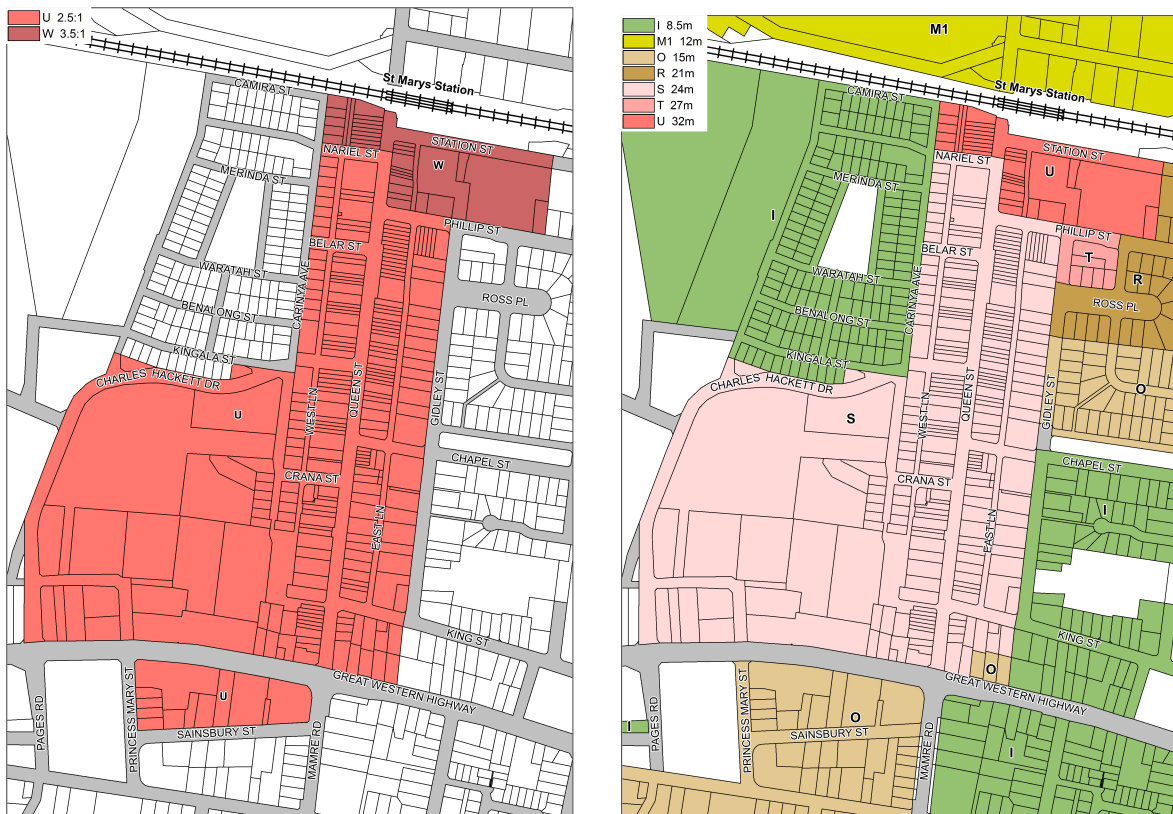 U 2.5:1
W 3.5:1
St Marys Station
CAMIRA ST
STATION ST
NARIEL ST
W
MERINDA ST
PHILLIP ST
BELAR ST
WARATAH ST
CARINYA AVE
ROSS PL
BENALONG ST
KINGALA ST
CHARLES HACKETT DR
QUEEN ST
WEST LN
GIDLEY ST
U
CHAPEL ST
CRANA ST
EAST LN
KING ST
GREAT WESTERN HIGHWAY
PAGES RD
PRINCESS MARY ST
U
SAINSBURY ST
MAMRE RD
I
I 8.5m
M1 12m
O 15m
R 21m
S 24m
T 27m
U 32m
M1
St Marys Station
CAMIRA ST
STATION ST
NARIEL ST
U
MERINDA ST
I
PHILLIP ST
BELAR ST
T
WARATAH ST
R
CARINYA AVE
ROSS PL
BENALONG ST
KINGALA ST
CHARLES HACKETT DR
QUEEN ST
WEST LN
GIDLEY ST
O
S
CHAPEL ST
CRANA ST
I
EAST LN
KING ST
O
GREAT WESTERN HIGHWAY
PAGES RD
PRINCESS MARY ST
O
SAINSBURY ST
MAMRE RD
I
I
I